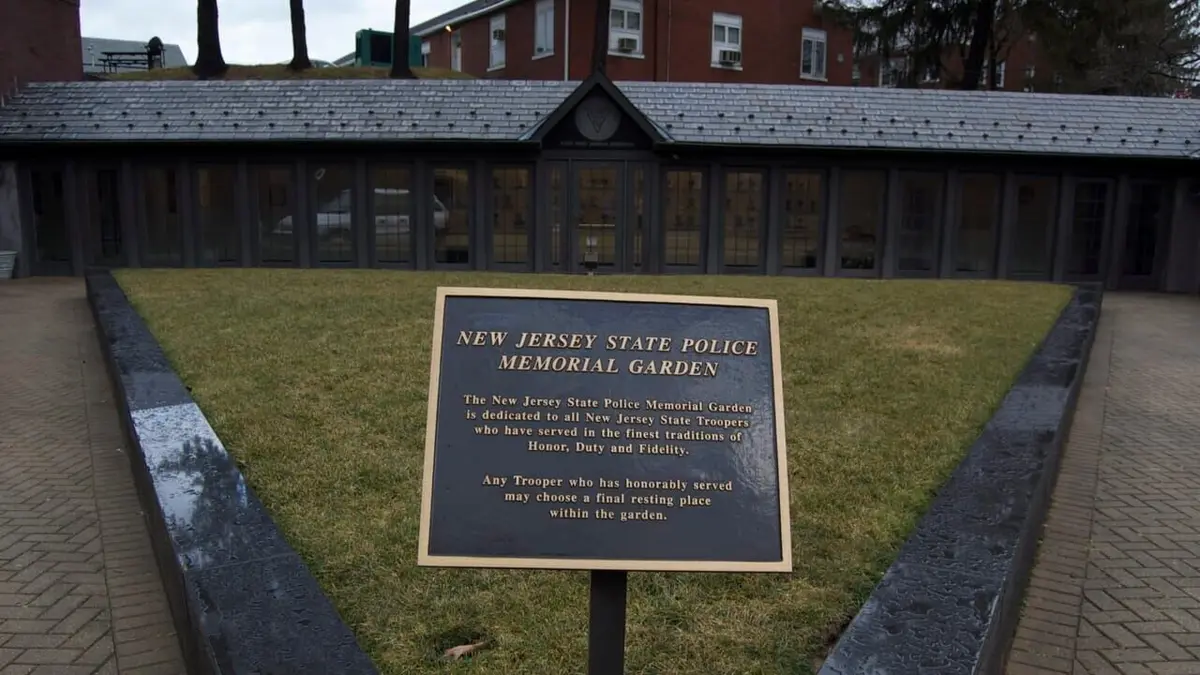 NEW JERSEY STATE POLICE
MEMORIAL GARDEN
The New Jersey State Police Memorial Garden
is dedicated to all New Jersey State Troopers
who have served in the finest traditions of
Honor, Duty and Fidelity.
Any Trooper who has honorably served
may choose a final resting place
within the garden.